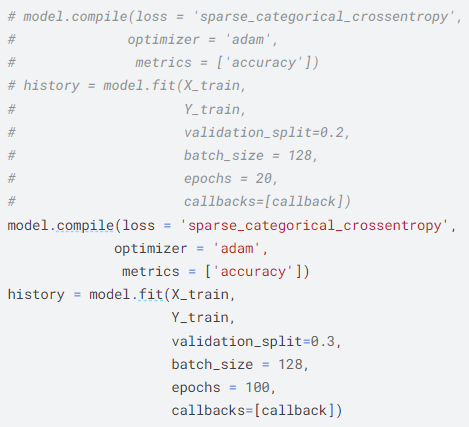 # model.compile(loss = 'sparse_categorical_crossentropy',
#              optimizer = 'adam',
#               metrics = ['accuracy'])
# history = model.fit(X_train,
#                     Y_train,
#                     validation_split=0.2,
#                     batch_size = 128,
#                     epochs = 20,
#                     callbacks=[callback])
model.compile(loss = 'sparse_categorical_crossentropy',
             optimizer = 'adam',
              metrics = ['accuracy'])
history = model.fit(X_train,
                    Y_train,
                    validation_split=0.3,
                    batch_size = 128,
                    epochs = 100,
                    callbacks=[callback])